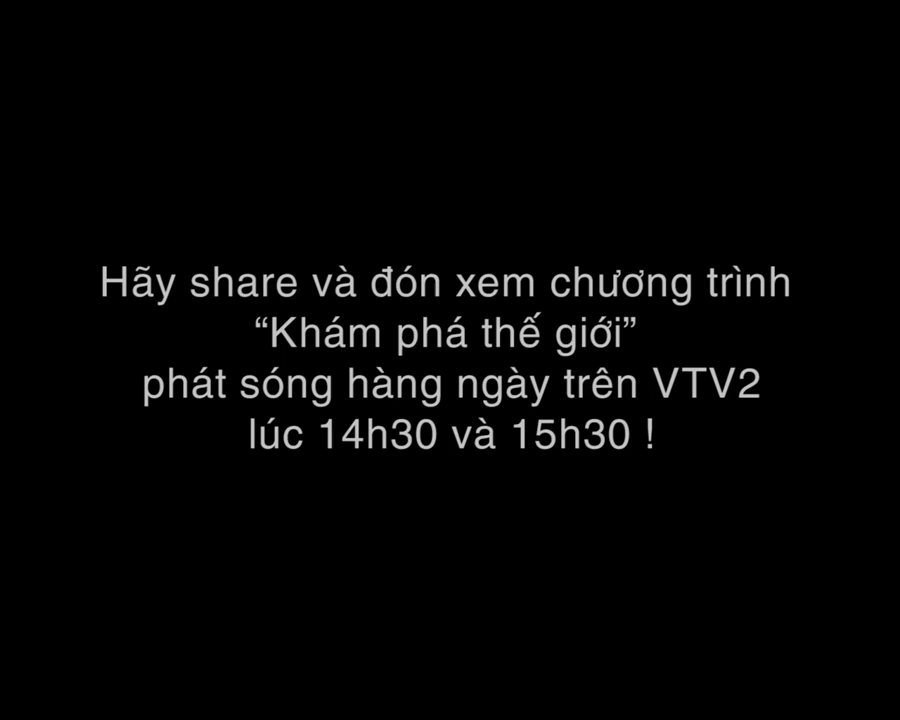 Hãy share và đón xem chương trình
“Khám phá thế giới”
phát sóng hàng ngày trên VTV2
lúc 14h30 và 15h30 !